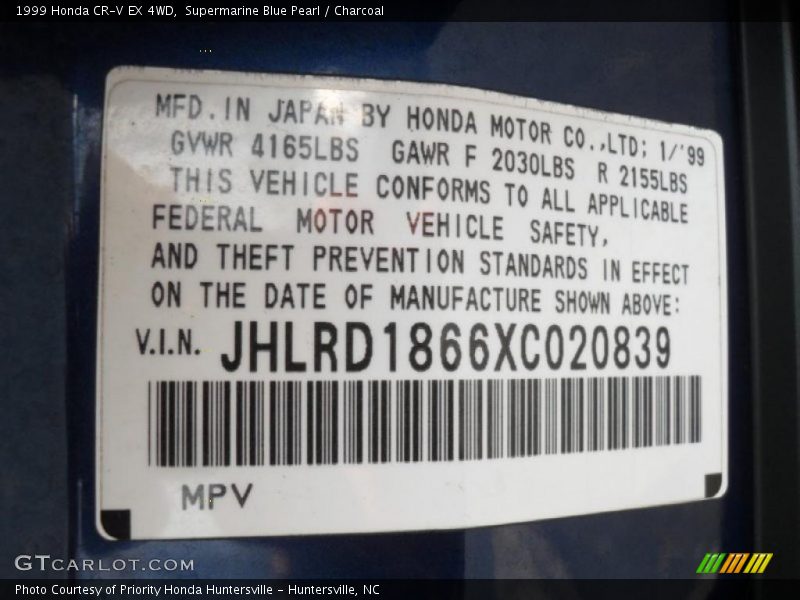 1999 Honda CR-V EX 4WD, Supermarine Blue Pearl / Charcoal
MFD. IN JAPAN BY HONDA MOTOR CO.,LTD; 1/'99
GVWR 4165LBS GAWR F 2030LBS R 2155LBS
THIS VEHICLE CONFORMS TO ALL APPLICABLE
FEDERAL MOTOR VEHICLE SAFETY,
AND THEFT PREVENTION STANDARDS IN EFFECT
ON THE DATE OF MANUFACTURE SHOWN ABOVE:
V.I.N. JHLRD1866XC020839
MPV
GTCARLOT.COM
Photo Courtesy of Priority Honda Huntersville - Huntersville, NC